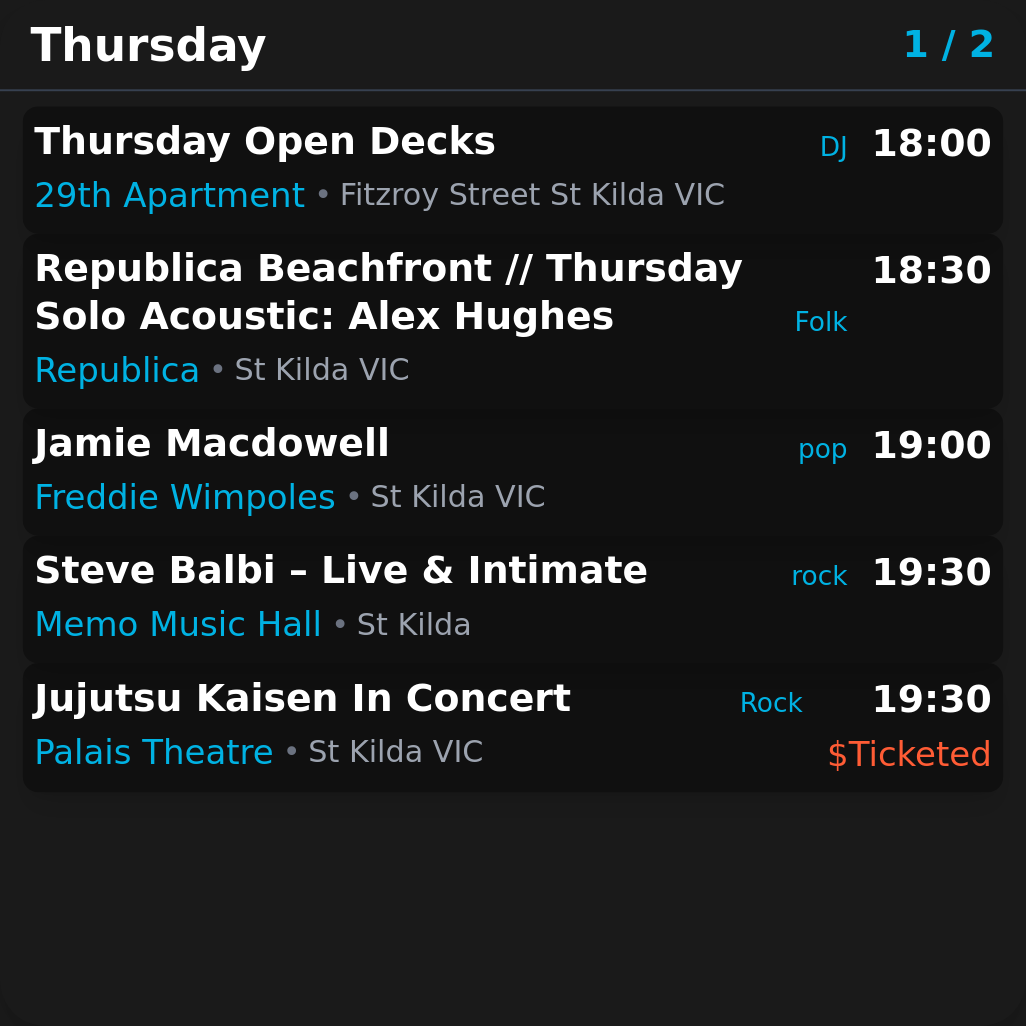 Thursday 1 / 2
Thursday Open Decks DJ 18:00
29th Apartment • Fitzroy Street St Kilda VIC
Republica Beachfront // Thursday 18:30
Solo Acoustic: Alex Hughes Folk
Republica • St Kilda VIC
Jamie Macdowell pop 19:00
Freddie Wimpoles • St Kilda VIC
Steve Balbi – Live & Intimate rock 19:30
Memo Music Hall • St Kilda
Jujutsu Kaisen In Concert Rock 19:30
Palais Theatre • St Kilda VIC $Ticketed